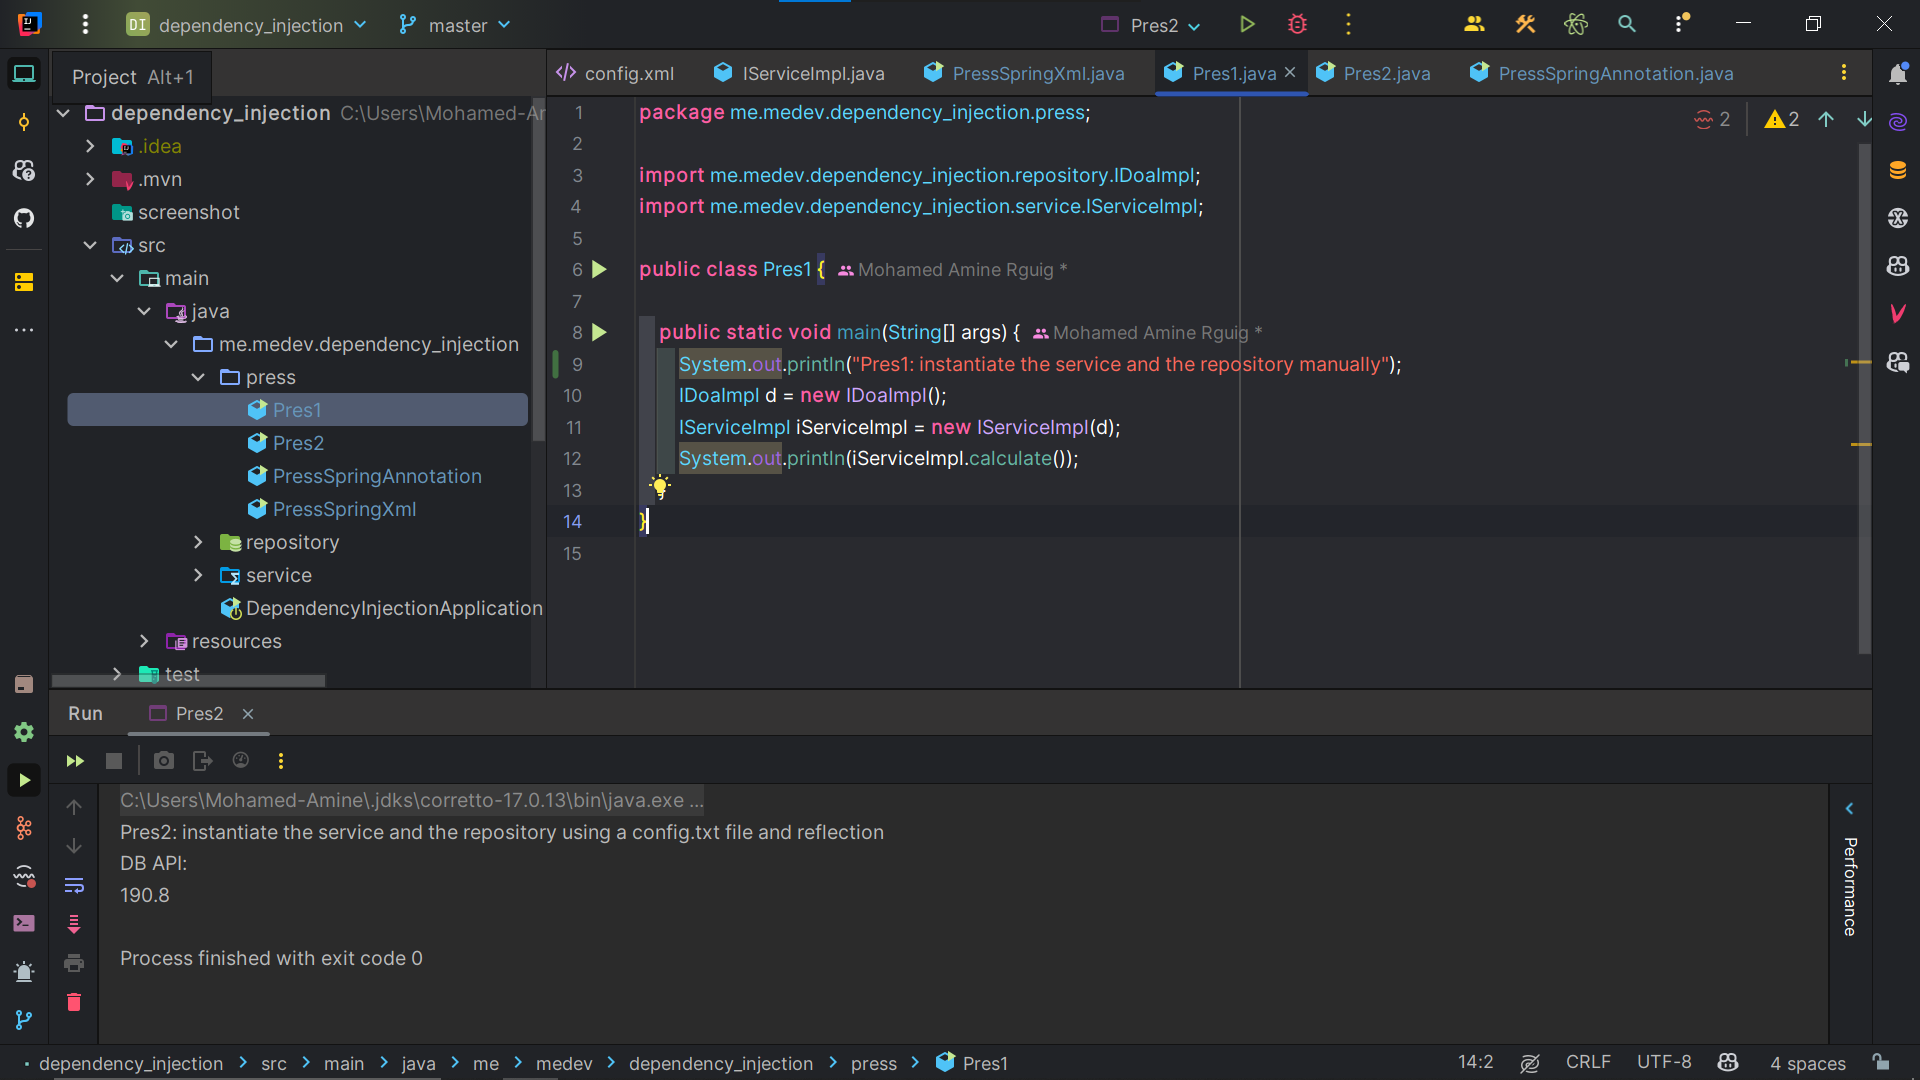 DI dependency_injection master Pres2
Project Alt+1
config.xml IServiceImpl.java PressSpringXml.java Pres1.java Pres2.java PressSpringAnnotation.java
dependency_injection C:\Users\Mohamed-Ar
.idea
.mvn
screenshot
src
main
java
me.medev.dependency_injection
press
Pres1
Pres2
PressSpringAnnotation
PressSpringXml
repository
service
DependencyInjectionApplication
resources
test
2 2
1 package me.medev.dependency_injection.press;
2
3 import me.medev.dependency_injection.repository.IDoaImpl;
4 import me.medev.dependency_injection.service.IServiceImpl;
5
6 public class Pres1 { Mohamed Amine Rguig *
7
8 public static void main(String[] args) { Mohamed Amine Rguig *
9 System.out.println("Pres1: instantiate the service and the repository manually");
10 IDoaImpl d = new IDoaImpl();
11 IServiceImpl iServiceImpl = new IServiceImpl(d);
12 System.out.println(iServiceImpl.calculate());
13
14 }
15
Run Pres2
C:\Users\Mohamed-Amine\.jdks\corretto-17.0.13\bin\java.exe ...
Pres2: instantiate the service and the repository using a config.txt file and reflection
DB API:
190.8
Process finished with exit code 0
Performance
dependency_injection src main java me medev dependency_injection press Pres1
14:2 CRLF UTF-8 4 spaces